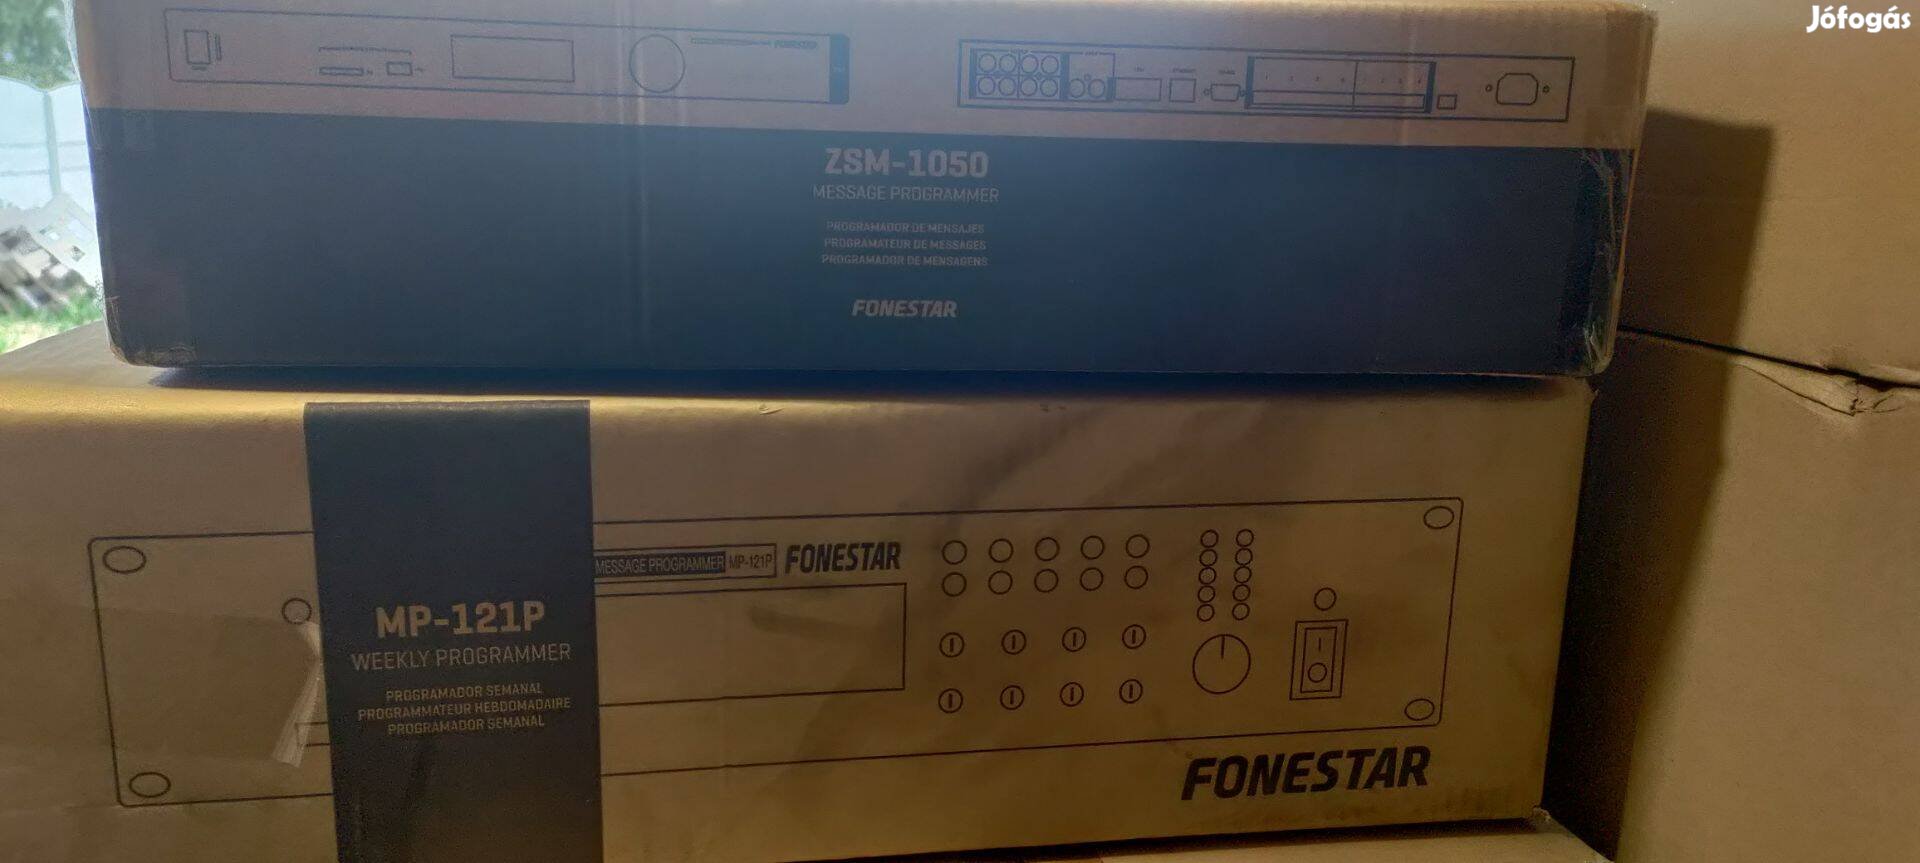 Jófogás
FONESTAR
ZSM-1050
MESSAGE PROGRAMMER
PROGRAMADOR DE MENSAJES
PROGRAMATEUR DE MESSAGES
PROGRAMADOR DE MENSAGENS
FONESTAR
MESSAGE PROGRAMMER MP-121P FONESTAR
MP-121P
WEEKLY PROGRAMMER
PROGRAMADOR SEMANAL
PROGRAMMATEUR HEBDOMADAIRE
PROGRAMADOR SEMANAL
FONESTAR